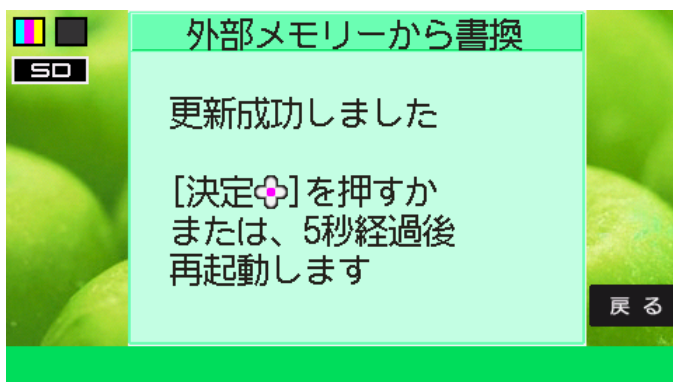 外部メモリーから書換
SD
更新成功しました
[決定]を押すか
または、5秒経過後
再起動します
戻る